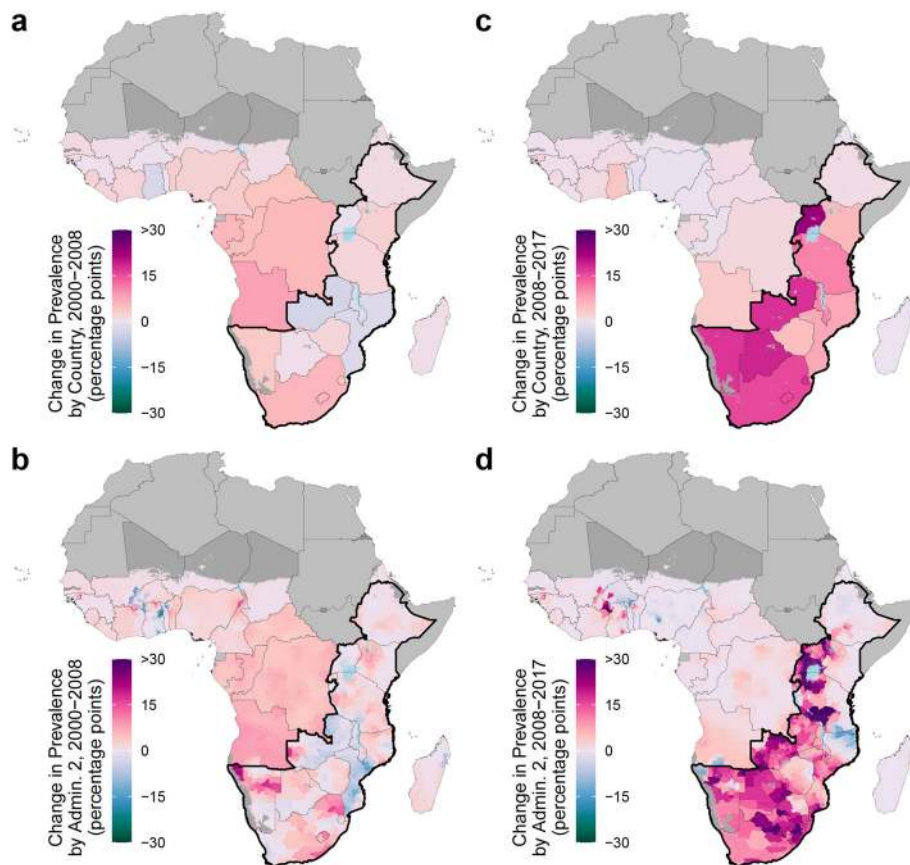 a
Change in Prevalence
by Country, 2000–2008
(percentage points)
>30
15
0
−15
−30
c
Change in Prevalence
by Country, 2008–2017
(percentage points)
>30
15
0
−15
−30
b
Change in Prevalence
by Admin. 2, 2000–2008
(percentage points)
>30
15
0
−15
−30
d
Change in Prevalence
by Admin. 2, 2008–2017
(percentage points)
>30
15
0
−15
−30